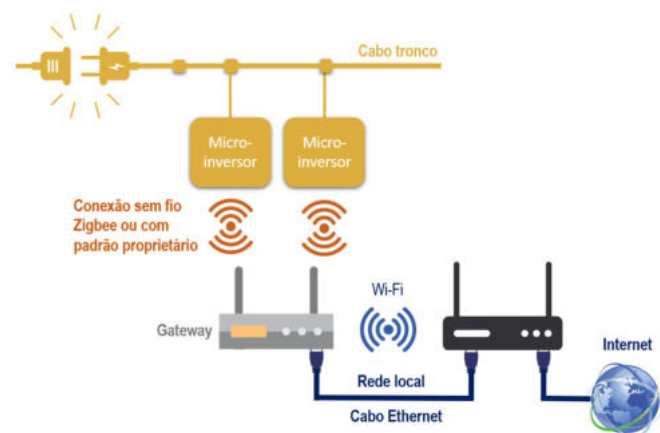 Cabo tronco
Micro-
inversor
Micro-
inversor
Conexão sem fio
Zigbee ou com
padrão proprietário
Wi-Fi
Gateway
Internet
Rede local
Cabo Ethernet